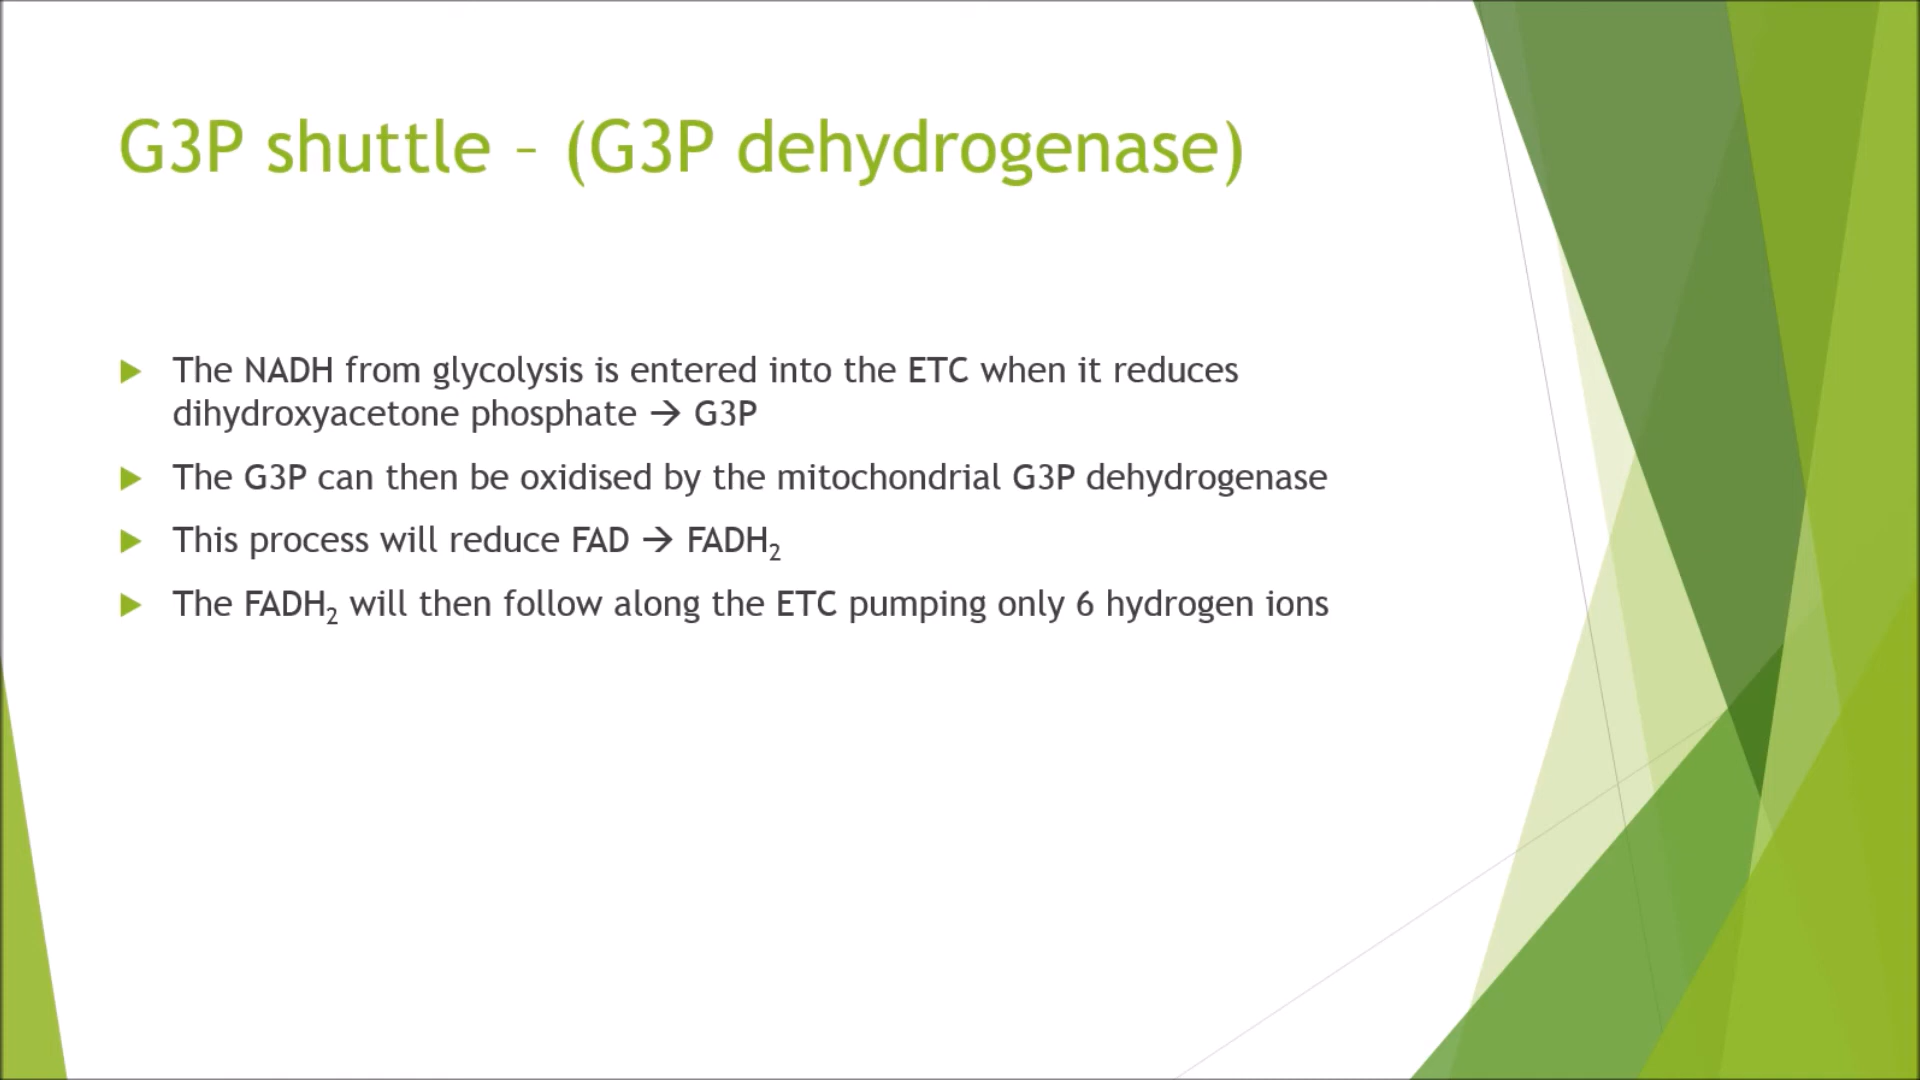 G3P shuttle – (G3P dehydrogenase)
The NADH from glycolysis is entered into the ETC when it reduces
dihydroxyacetone phosphate → G3P
The G3P can then be oxidised by the mitochondrial G3P dehydrogenase
This process will reduce FAD → FADH₂
The FADH₂ will then follow along the ETC pumping only 6 hydrogen ions